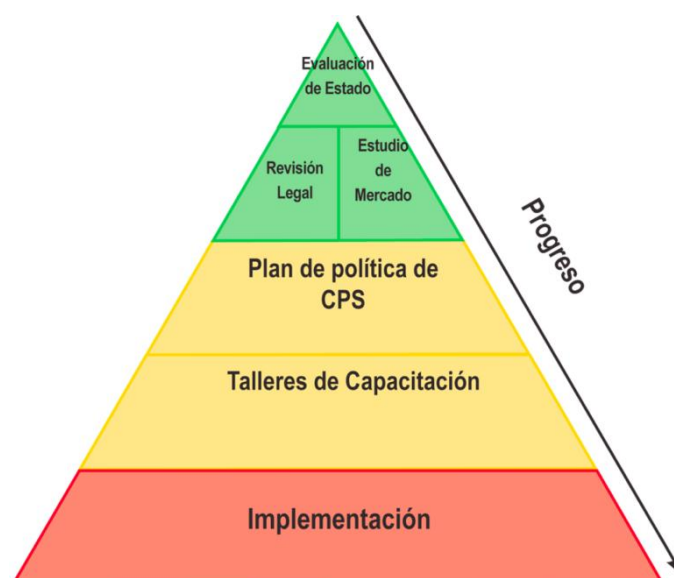 Evaluación
de Estado
Revisión
Legal
Estudio
de
Mercado
Progreso
Plan de política de
CPS
Talleres de Capacitación
Implementación